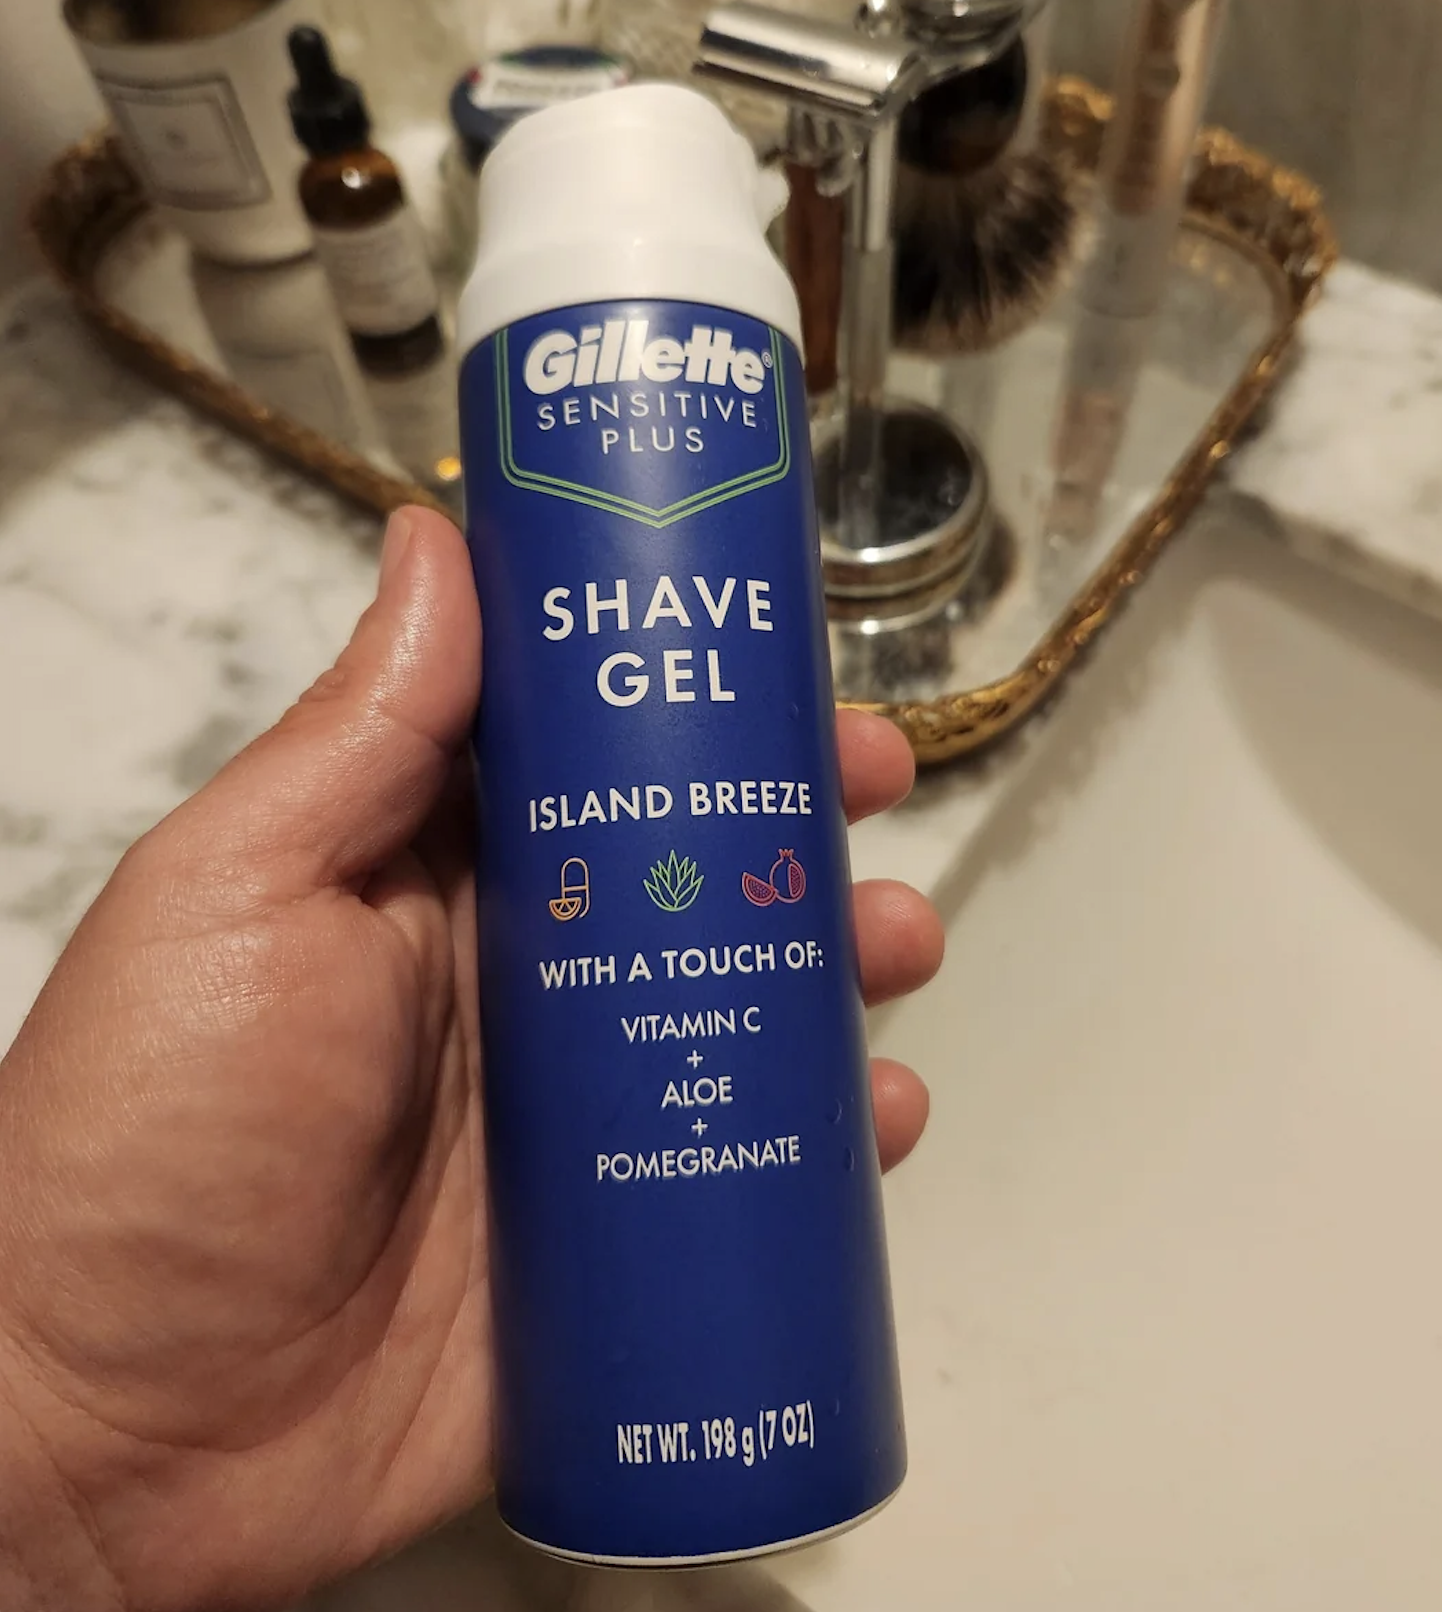 Gillette®
SENSITIVE
PLUS
SHAVE
GEL
ISLAND BREEZE
WITH A TOUCH OF:
VITAMIN C
+
ALOE
+
POMEGRANATE
NET WT. 198 g (7 OZ)